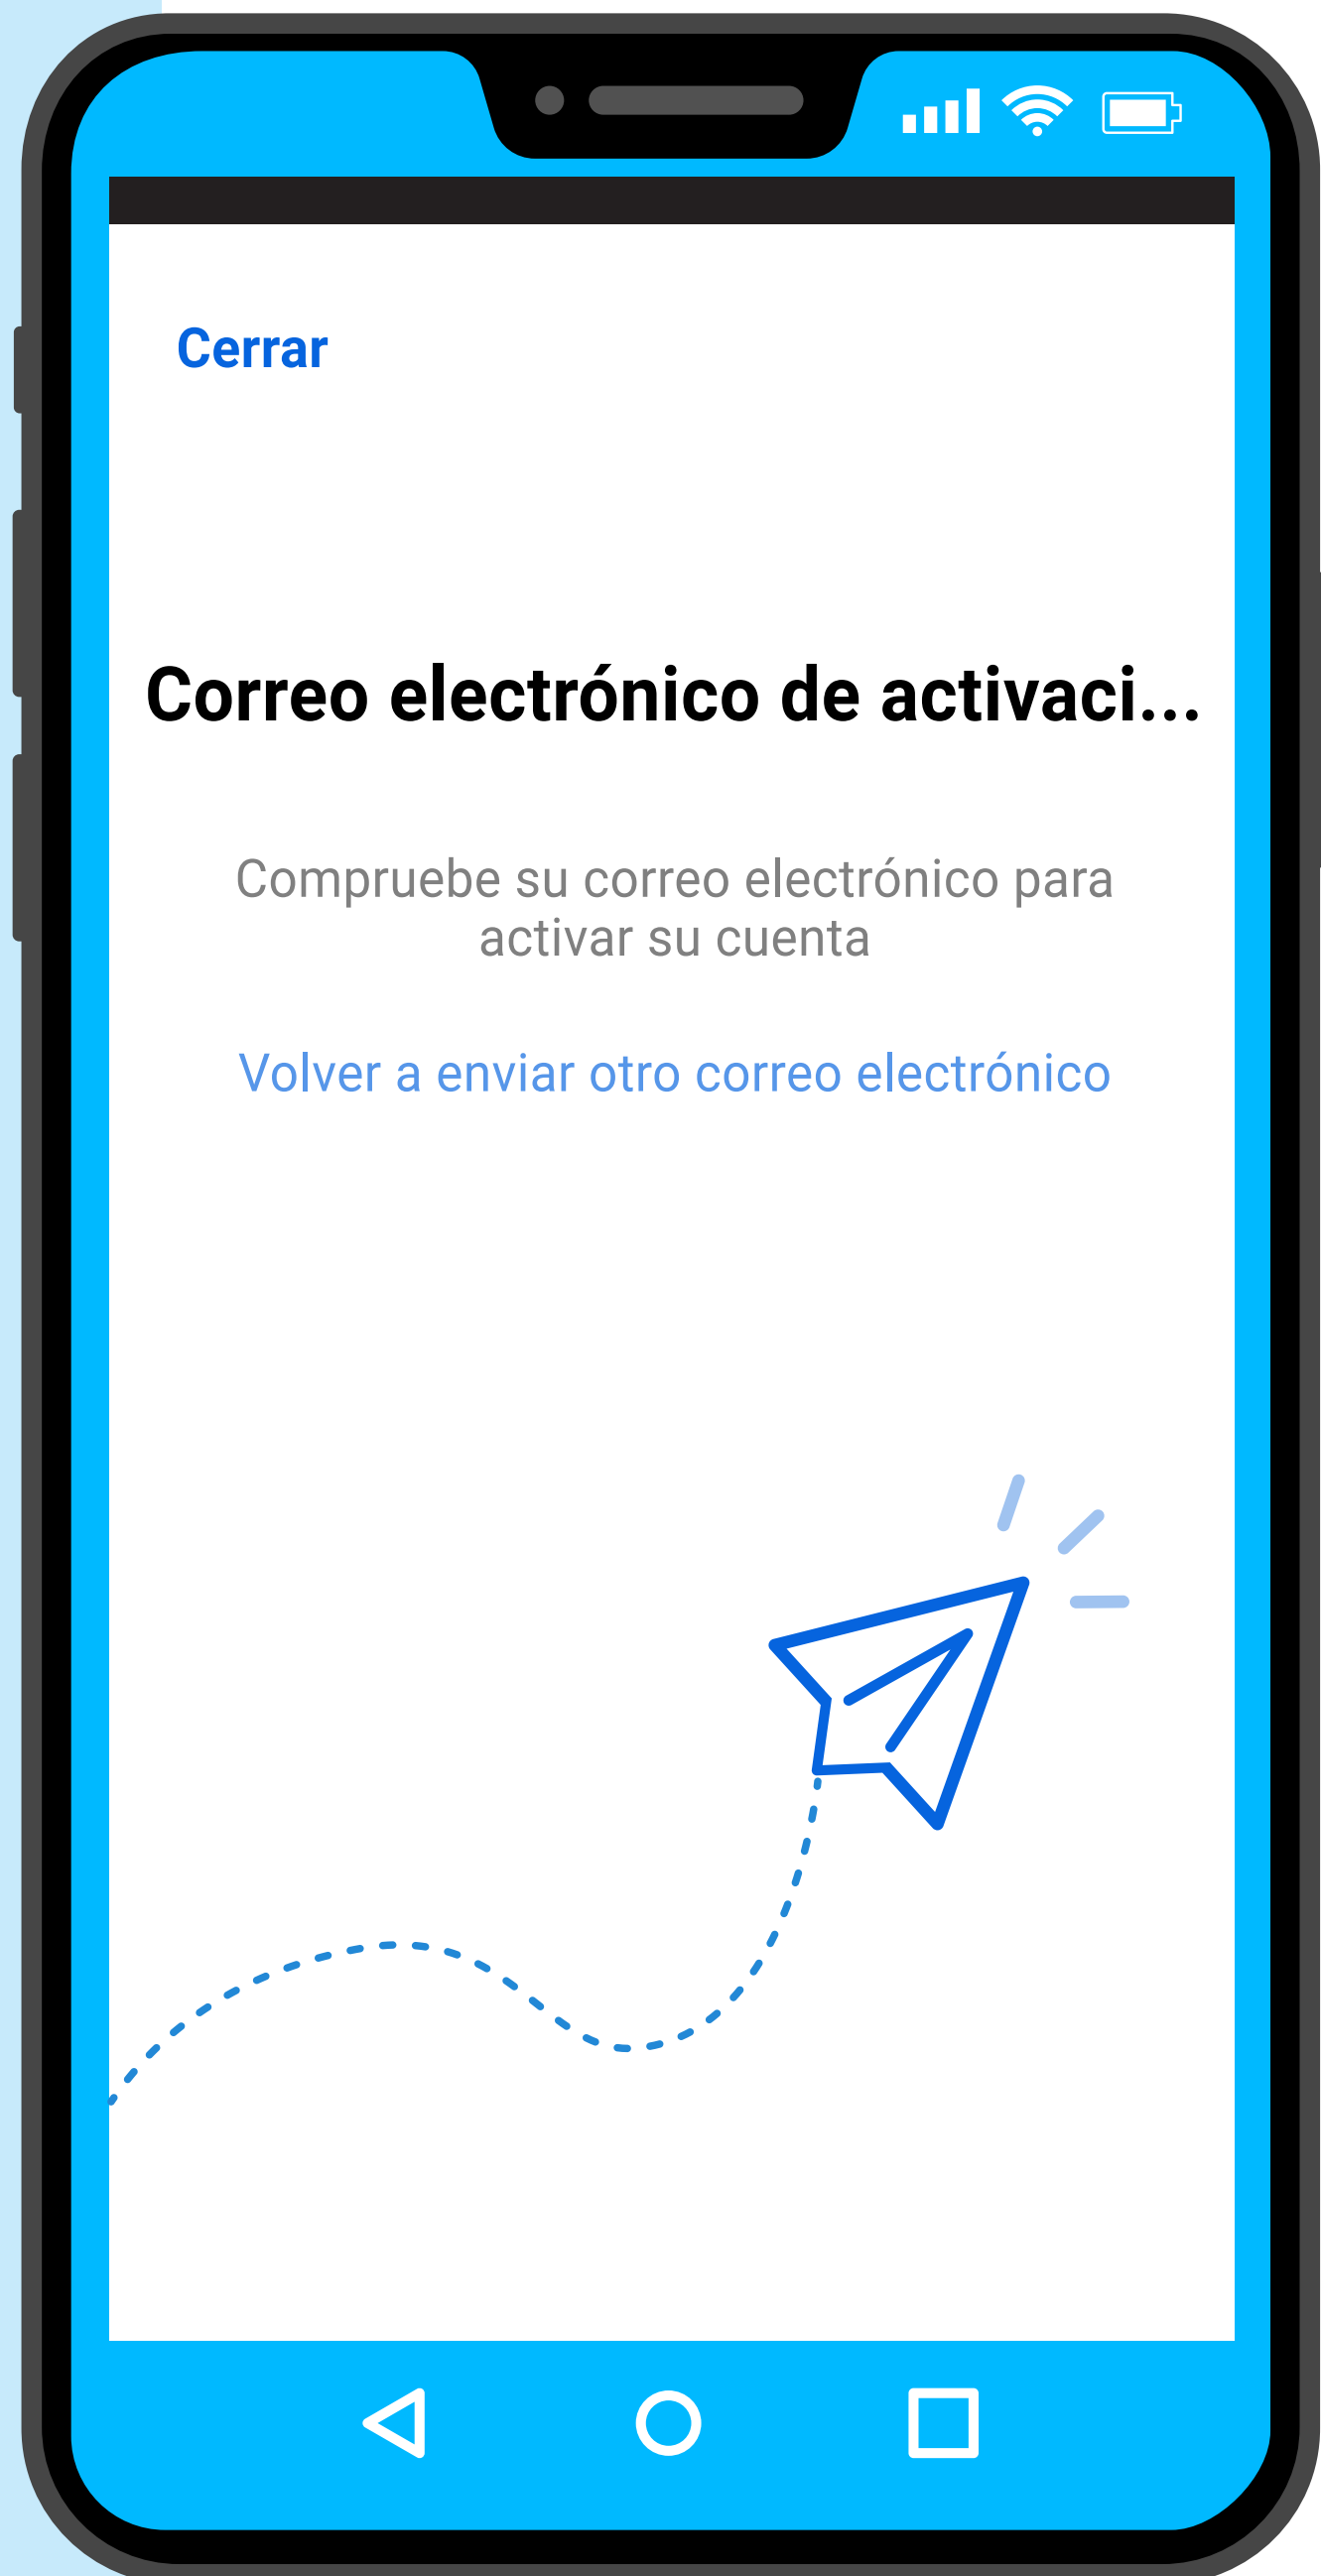 Cerrar
Correo electrónico de activaci...
Compruebe su correo electrónico para
activar su cuenta
Volver a enviar otro correo electrónico